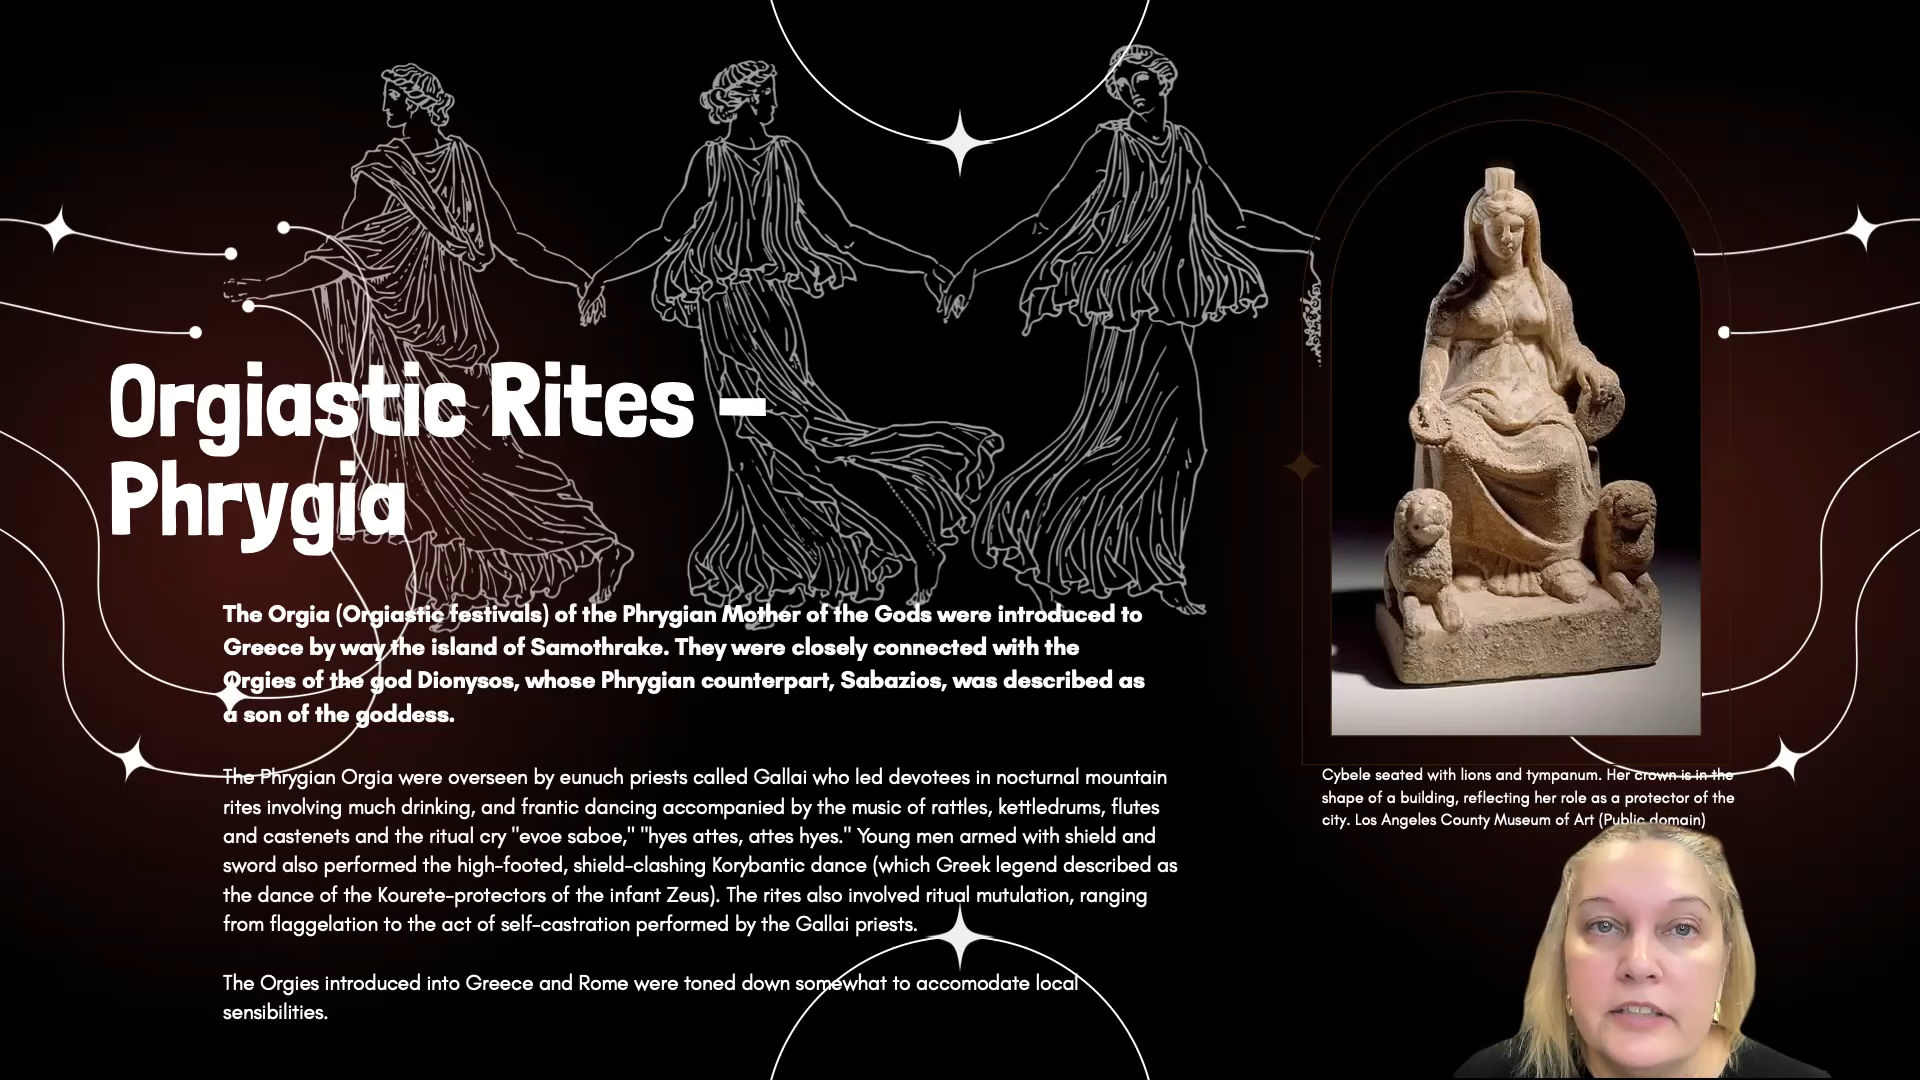 Orgiastic Rites –
Phrygia
The Orgia (Orgiastic festivals) of the Phrygian Mother of the Gods were introduced to
Greece by way the island of Samothrake. They were closely connected with the
Orgies of the god Dionysos, whose Phrygian counterpart, Sabazios, was described as
a son of the goddess.
The Phrygian Orgia were overseen by eunuch priests called Gallai who led devotees in nocturnal mountain
rites involving much drinking, and frantic dancing accompanied by the music of rattles, kettledrums, flutes
and castenets and the ritual cry "evoe saboe," "hyes attes, attes hyes." Young men armed with shield and
sword also performed the high-footed, shield-clashing Korybantic dance (which Greek legend described as
the dance of the Kourete-protectors of the infant Zeus). The rites also involved ritual mutulation, ranging
from flaggelation to the act of self-castration performed by the Gallai priests.
The Orgies introduced into Greece and Rome were toned down somewhat to accomodate local
sensibilities.
Cybele seated with lions and tympanum. Her crown is in the
shape of a building, reflecting her role as a protector of the
city. Los Angeles County Museum of Art (Public domain)